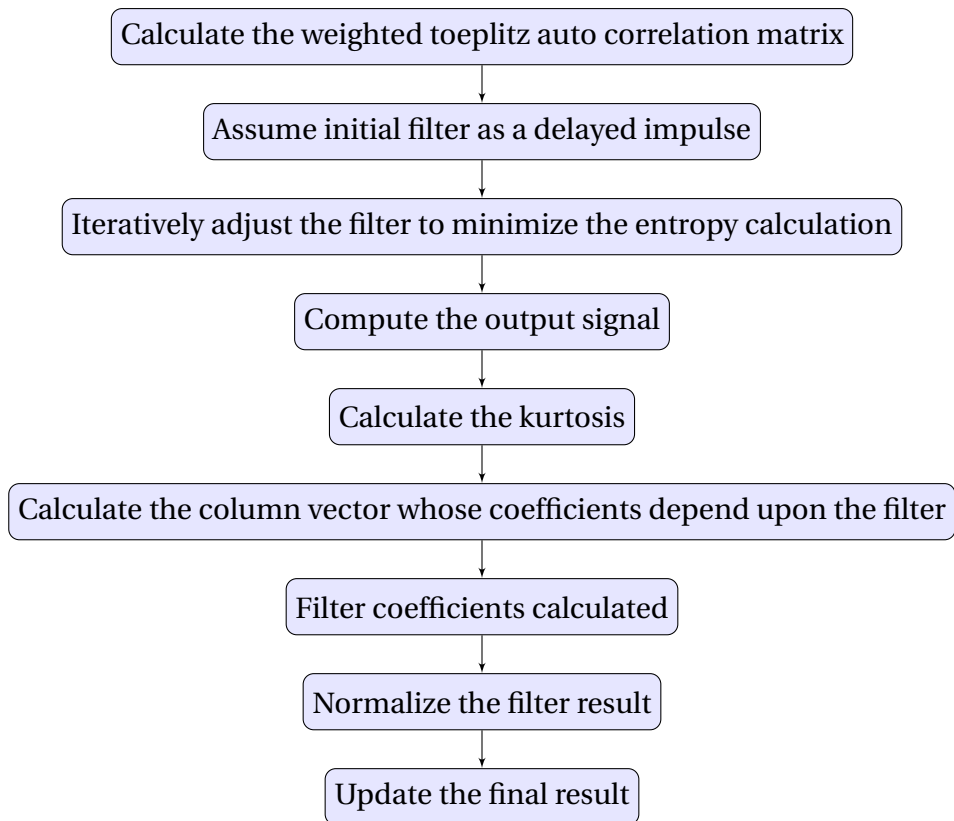 Calculate the weighted toeplitz auto correlation matrix
Assume initial filter as a delayed impulse
Iteratively adjust the filter to minimize the entropy calculation
Compute the output signal
Calculate the kurtosis
Calculate the column vector whose coefficients depend upon the filter
Filter coefficients calculated
Normalize the filter result
Update the final result